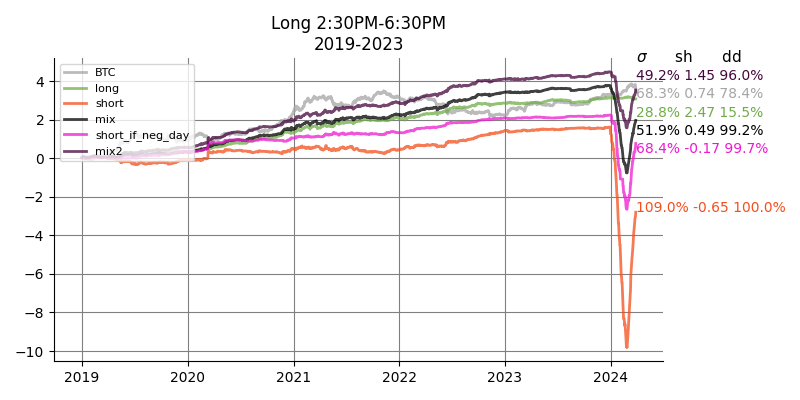 Long 2:30PM-6:30PM
2019-2023
σ sh dd
49.2% 1.45 96.0%
68.3% 0.74 78.4%
28.8% 2.47 15.5%
51.9% 0.49 99.2%
68.4% -0.17 99.7%
109.0% -0.65 100.0%
BTC
long
short
mix
short_if_neg_day
mix2
4
2
0
−2
−4
−6
−8
−10
2019 2020 2021 2022 2023 2024